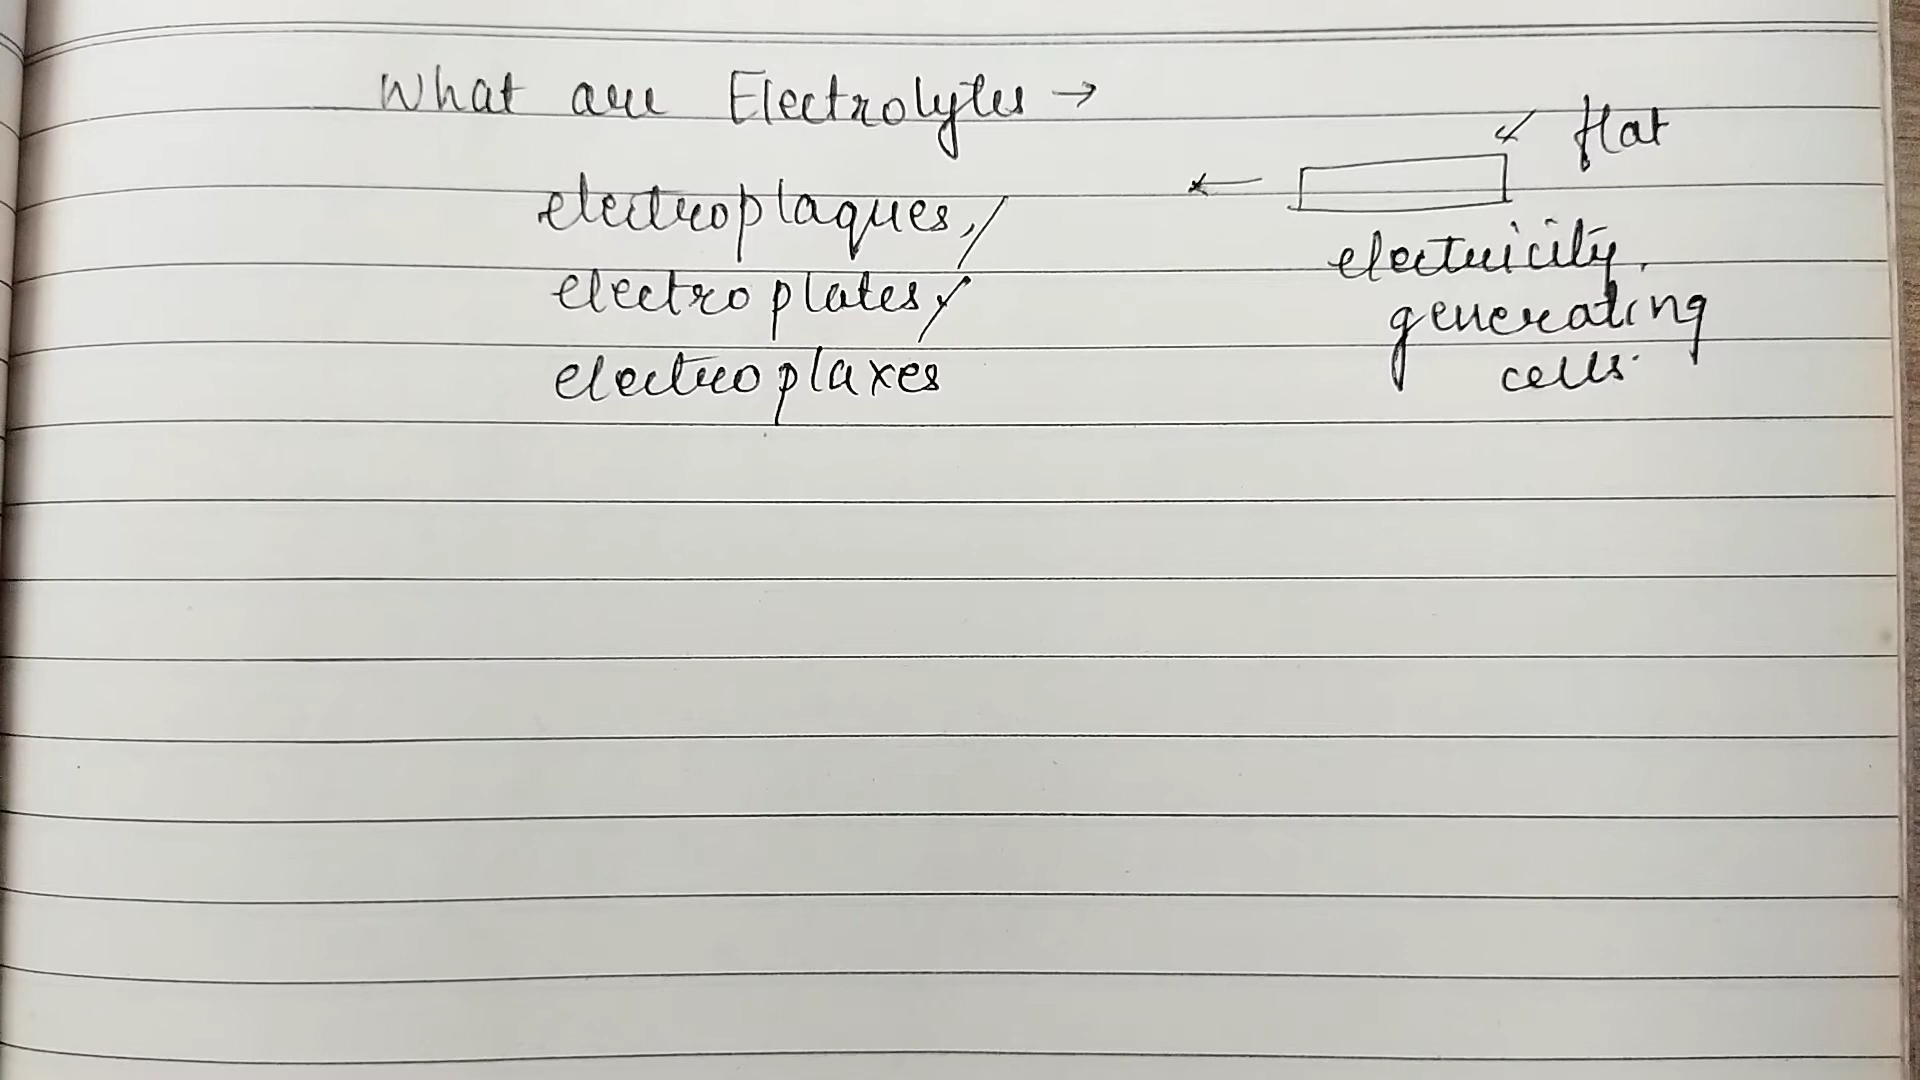 What are Electrolytes →
electroplaques, /
electroplates /
electroplaxes
← flat
electricity.
generating
cells.